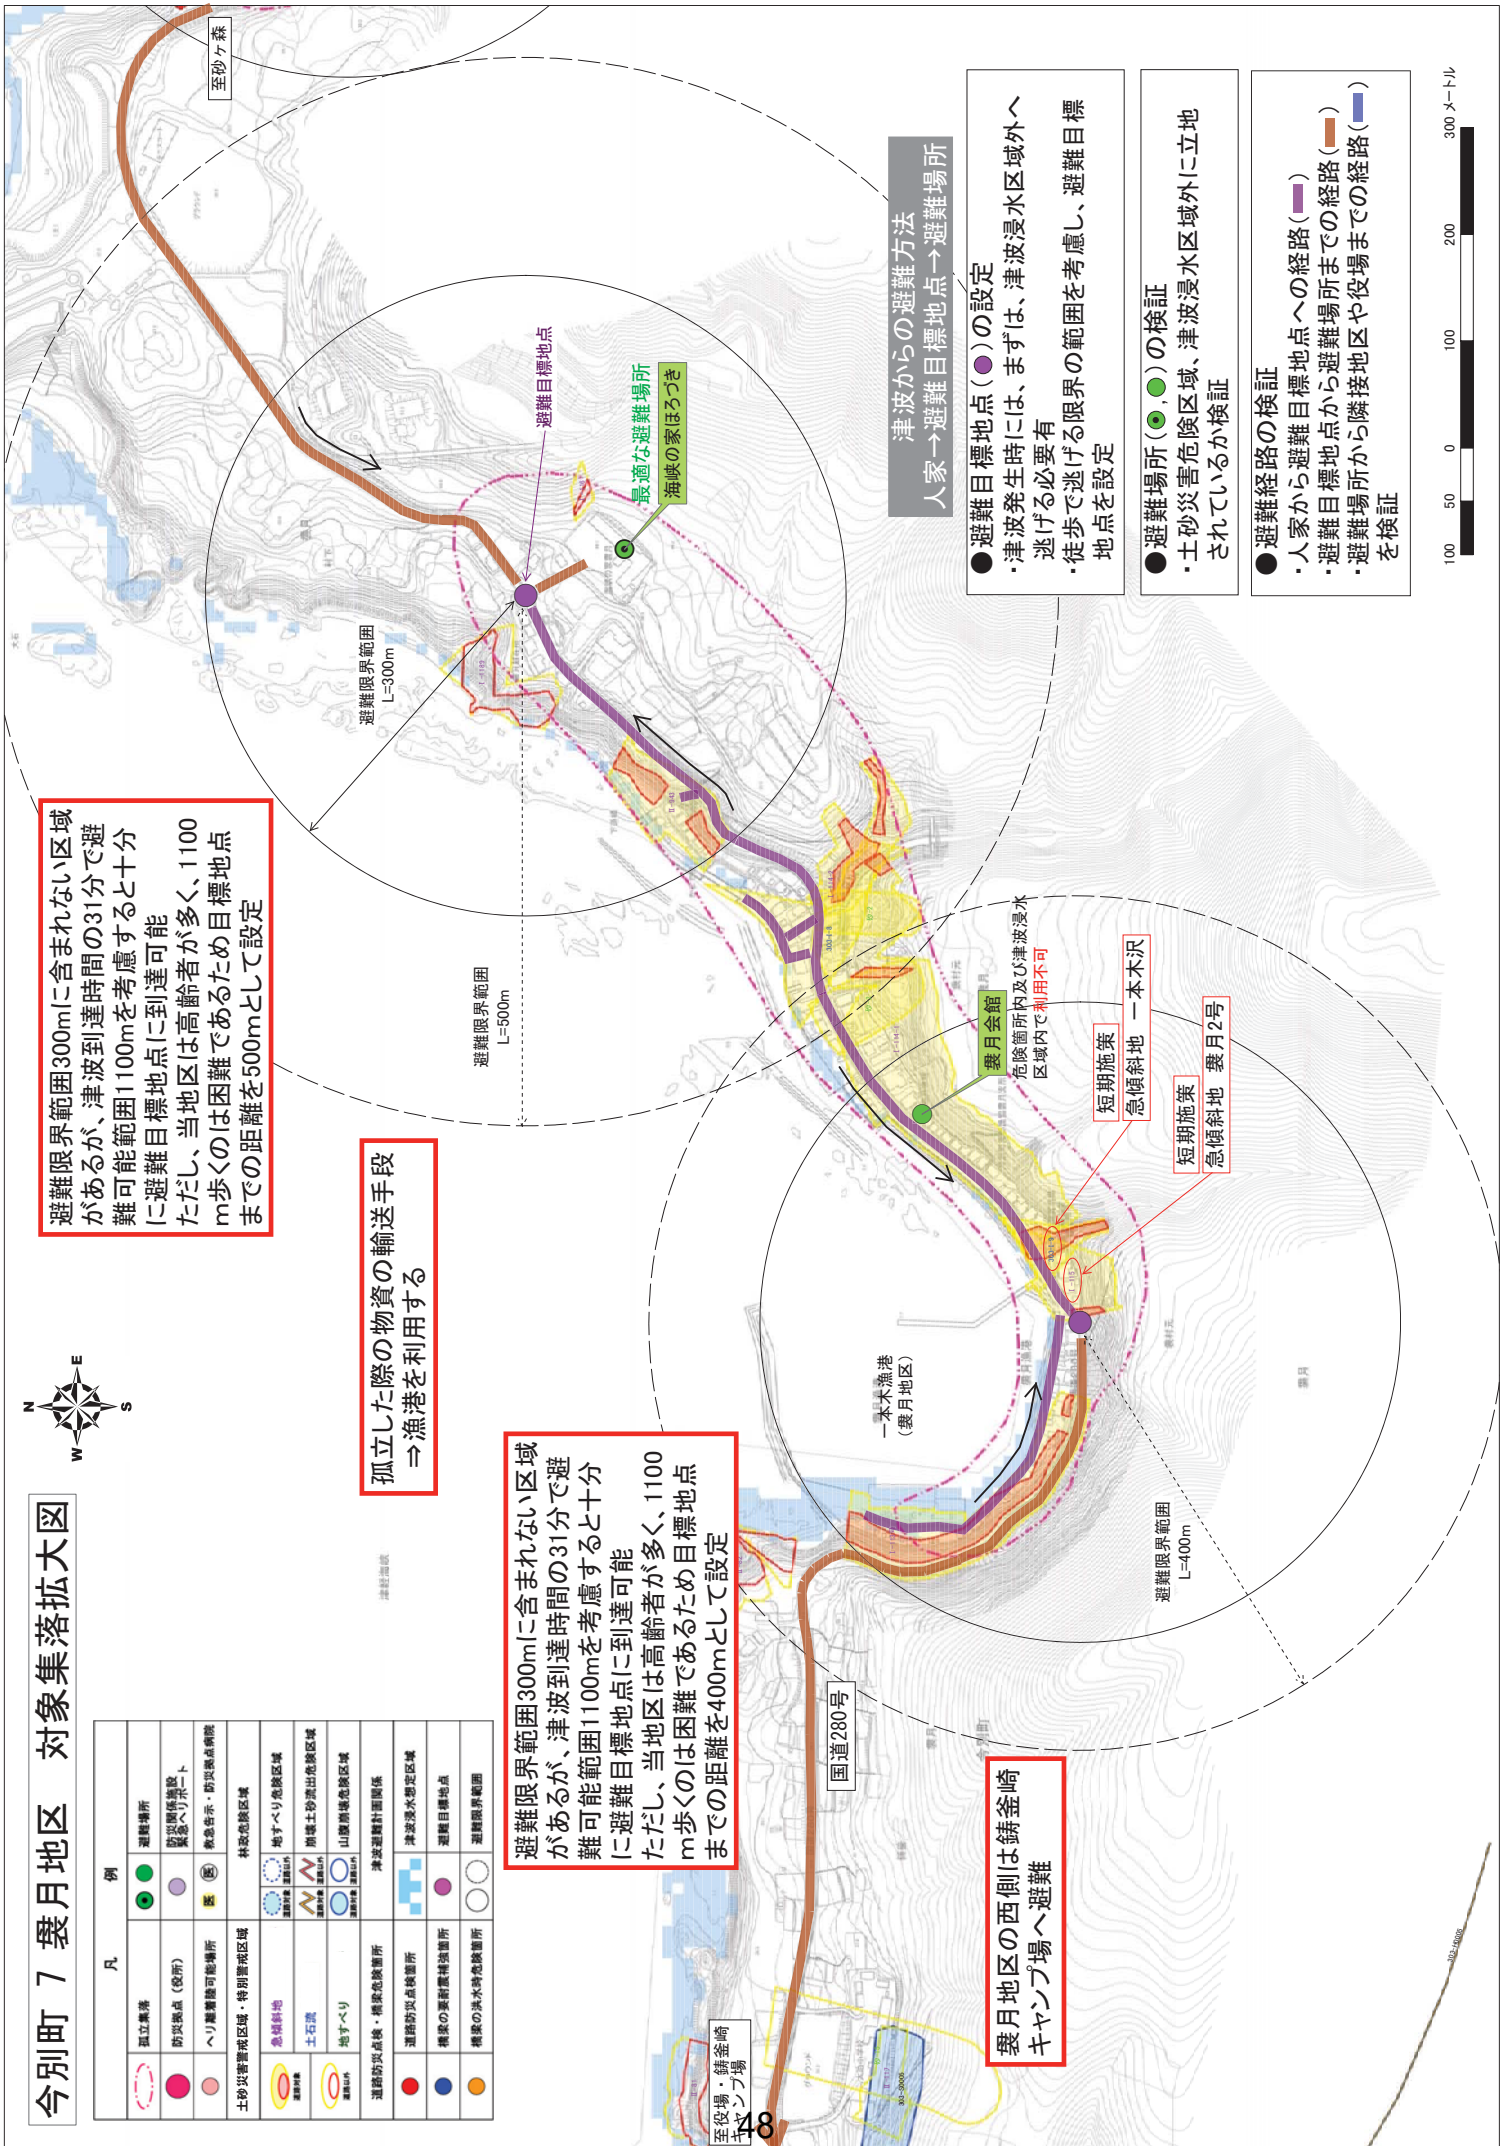 今別町 7 袰月地区 対象集落拡大図
凡 例
孤立集落
避難場所
防災拠点（役所）
防災関係施設
緊急ヘリポート
ヘリ離着陸可能場所
救急告示・防災拠点病院
土砂災害警戒区域・特別警戒区域
林政危険区域
急傾斜地
土石流
地すべり
道路対象
道路以外
地すべり危険区域
崩壊土砂流出危険区域
山腹崩壊危険区域
道路防災点検・橋梁危険箇所
津波避難計画関係
道路防災点検箇所
津波浸水想定区域
橋梁の要耐震補強箇所
避難目標地点
橋梁の洪水時危険箇所
避難限界範囲
N
E
S
W
避難限界範囲300mに含まれない区域
があるが、津波到達時間の31分で避
難可能範囲1100mを考慮すると十分
に避難目標地点に到達可能
ただし、当地区は高齢者が多く、1100
m歩くのは困難であるため目標地点
までの距離を500mとして設定
孤立した際の物資の輸送手段
⇒漁港を利用する
避難限界範囲300mに含まれない区域
があるが、津波到達時間の31分で避
難可能範囲1100mを考慮すると十分
に避難目標地点に到達可能
ただし、当地区は高齢者が多く、1100
m歩くのは困難であるため目標地点
までの距離を400mとして設定
袰月地区の西側は鋳釜崎
キャンプ場へ避難
至役場・鋳釜崎
キャンプ場
国道280号
一本木漁港
（袰月地区）
避難限界範囲
L=400m
避難限界範囲
L=500m
避難限界範囲
L=300m
至砂ヶ森
避難目標地点
最適な避難場所
海峡の家ほろづき
袰月会館
危険箇所内及び津波浸水
区域内で利用不可
短期施策
急傾斜地 一本木沢
短期施策
急傾斜地 袰月2号
津軽海峡
津波からの避難方法
人家→避難目標地点→避難場所
●避難目標地点（●）の設定
・津波発生時には、まずは、津波浸水区域外へ
逃げる必要有
・徒歩で逃げる限界の範囲を考慮し、避難目標
地点を設定
●避難場所（◉,●）の検証
・土砂災害危険区域、津波浸水区域外に立地
されているか検証
●避難経路の検証
・人家から避難目標地点への経路（ ）
・避難目標地点から避難場所までの経路（ ）
・避難場所から隣接地区や役場までの経路（ ）
を検証
100 50 0 100 200 300 メートル
48